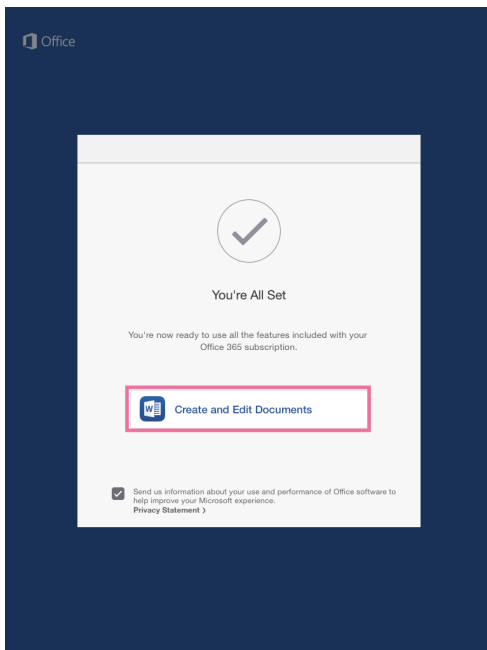 Office
You're All Set
You're now ready to use all the features included with your
Office 365 subscription.
W
Create and Edit Documents
Send us information about your use and performance of Office software to
help improve your Microsoft experience.
Privacy Statement ⟩